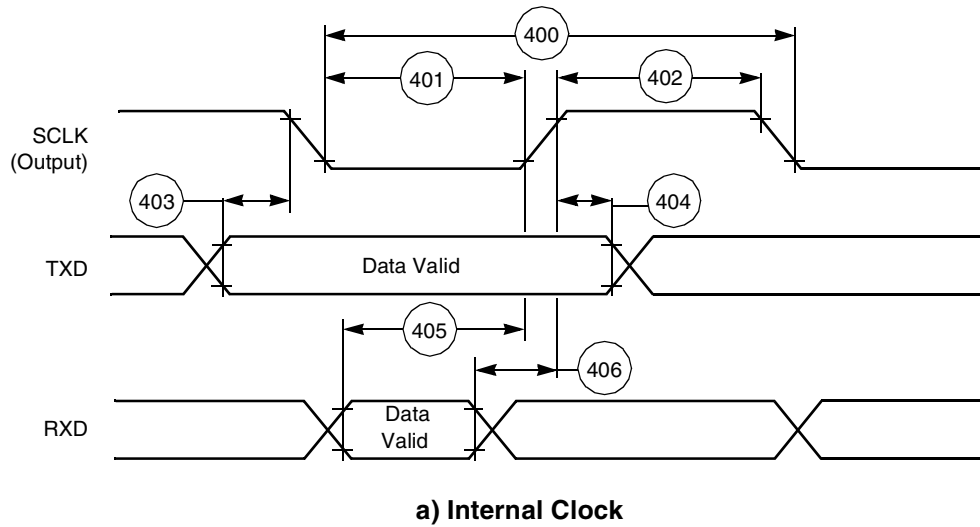 400
401
402
SCLK
(Output)
403
404
TXD
Data Valid
405
406
RXD
Data
Valid
a) Internal Clock